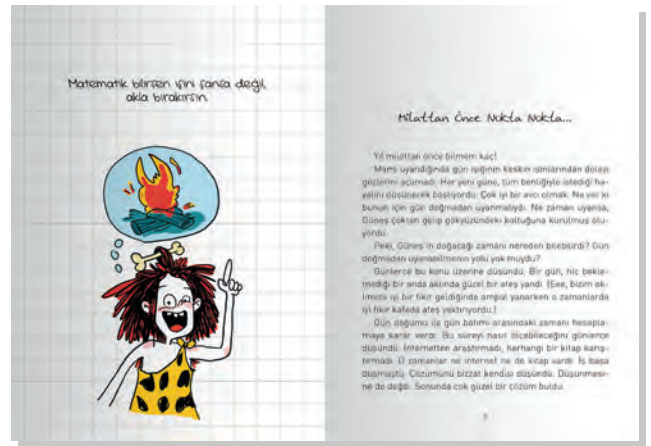 Matematik bilirsen işini şansa değil,
akla bırakırsın.
Milattan Önce Nokta Nokta...
Yıl milattan önce bilmem kaç!
Mami uyandığında gün ışığının keskin ışınlarından dolayı
gözlerini açamadı. Her yeni güne, tüm benliğiyle istediği ha-
yalini düşünerek başlıyordu: Çok iyi bir avcı olmak. Ne var ki
bunun için gün doğmadan uyanmalıydı. Ne zaman uyansa,
Güneş çoktan gelip gökyüzündeki koltuğuna kurulmuş olu-
yordu.
Peki, Güneş'in doğacağı zamanı nereden bilebilirdi? Gün
doğmadan uyanabilmenin yolu yok muydu?
Günlerce bu konu üzerine düşündü. Bir gün, hiç bekle-
mediği bir anda aklında güzel bir ateş yandı. (Eee, bizim ak-
lımıza iyi bir fikir geldiğinde ampul yanarken o zamanlarda
iyi fikir kafada ateş yaktırıyordu.)
Gün doğumu ile gün batımı arasındaki zamanı hesapla-
maya karar verdi. Bu süreyi nasıl ölçebileceğini günlerce
düşündü. İnternetten araştırmadı, herhangi bir kitap karış-
tırmadı. O zamanlar ne internet ne de kitap vardı. İş başa
düşmüştü. Çözümünü bizzat kendisi düşündü. Düşünmesi-
ne de değdi. Sonunda çok güzel bir çözüm buldu.